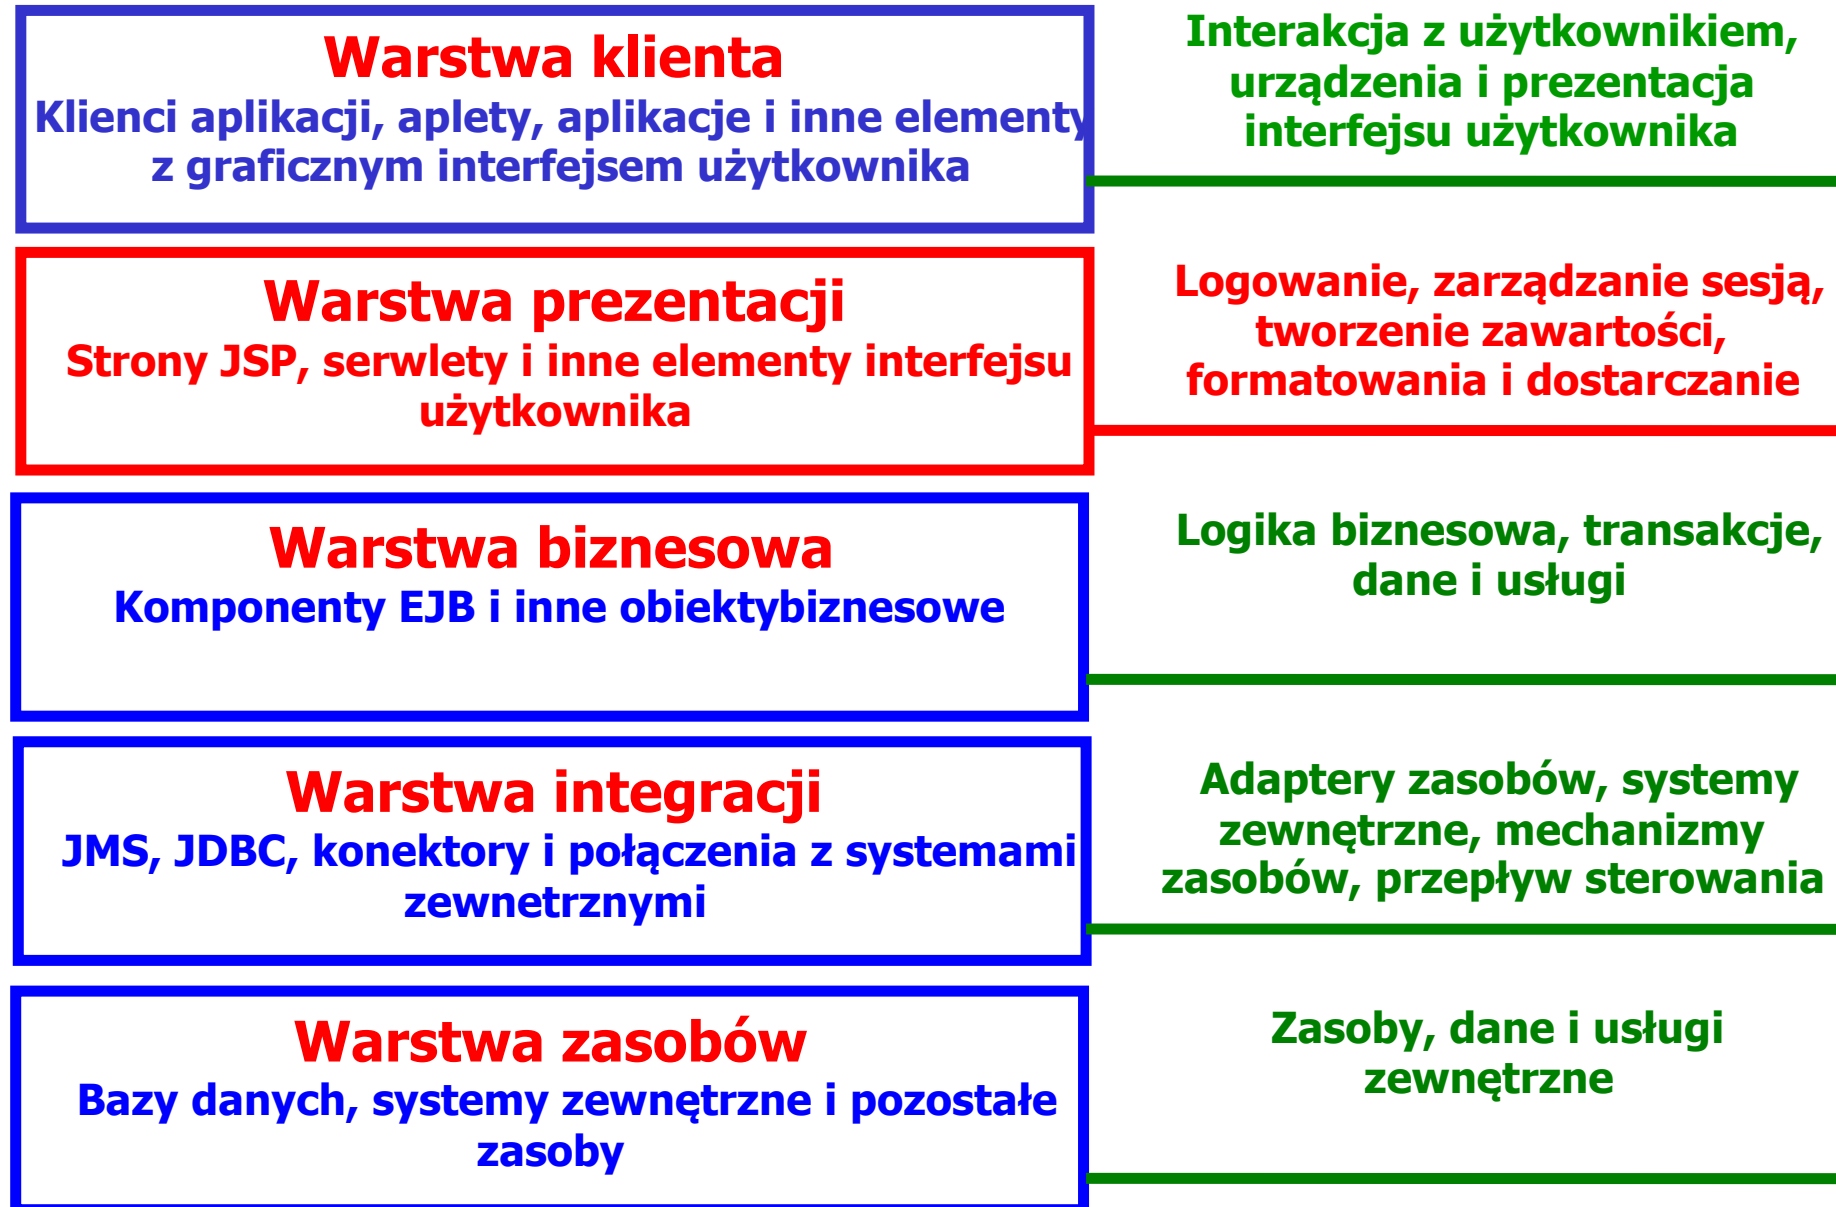 Warstwa klienta
Klienci aplikacji, aplety, aplikacje i inne elementy
z graficznym interfejsem użytkownika
Interakcja z użytkownikiem,
urządzenia i prezentacja
interfejsu użytkownika
Warstwa prezentacji
Strony JSP, serwlety i inne elementy interfejsu
użytkownika
Logowanie, zarządzanie sesją,
tworzenie zawartości,
formatowania i dostarczanie
Warstwa biznesowa
Komponenty EJB i inne obiektybiznesowe
Logika biznesowa, transakcje,
dane i usługi
Warstwa integracji
JMS, JDBC, konektory i połączenia z systemami
zewnetrznymi
Adaptery zasobów, systemy
zewnętrzne, mechanizmy
zasobów, przepływ sterowania
Warstwa zasobów
Bazy danych, systemy zewnętrzne i pozostałe
zasoby
Zasoby, dane i usługi
zewnętrzne